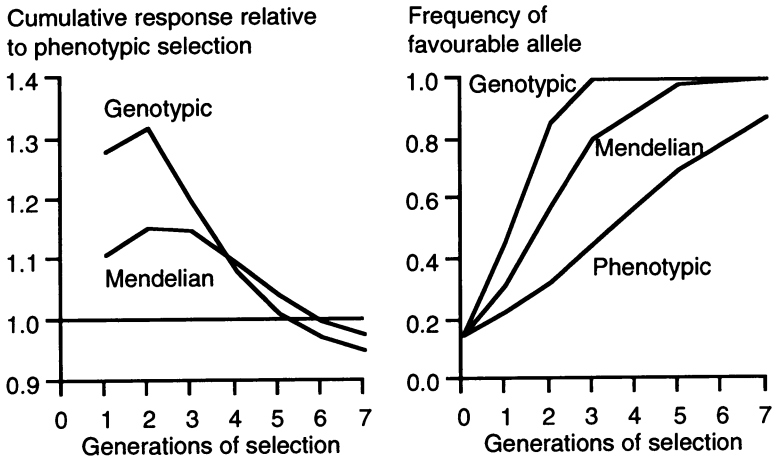 Cumulative response relative
to phenotypic selection
1.4
Genotypic
1.3
1.2
1.1
Mendelian
1.0
0.9
0 1 2 3 4 5 6 7
Generations of selection
Frequency of
favourable allele
1.0
Genotypic
0.8
Mendelian
0.6
0.4
Phenotypic
0.2
0.0
0 1 2 3 4 5 6 7
Generations of selection